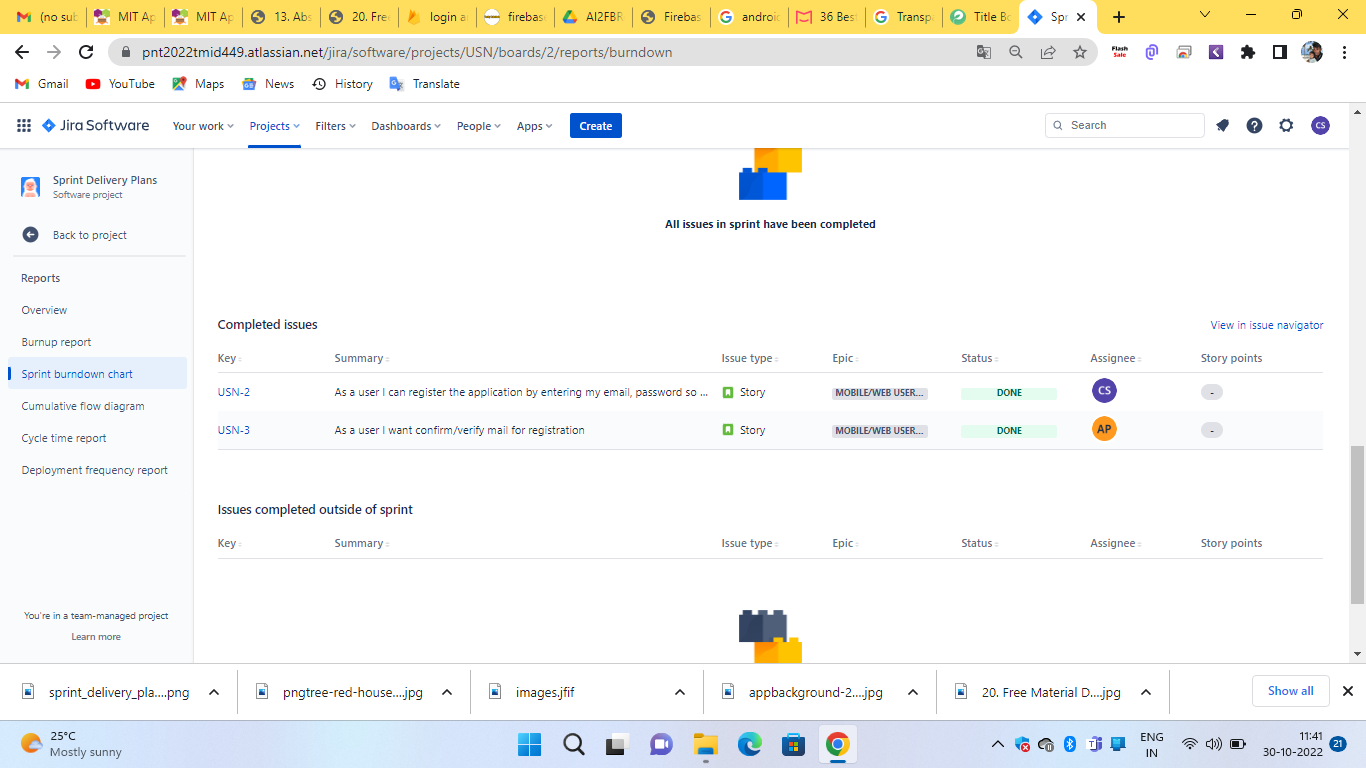 (no sub
MIT Ap
MIT Ap
13. Abs
20. Free
login a
firebase
AI2FBR
Firebas
android
36 Best
Transpo
Title Bo
Spr
pnt2022tmid449.atlassian.net/jira/software/projects/USN/boards/2/reports/burndown
Flash
Sale
Gmail
YouTube
Maps
News
History
Translate
Jira Software
Your work
Projects
Filters
Dashboards
People
Apps
Create
Search
CS
Sprint Delivery Plans
Software project
Back to project
Reports
Overview
Burnup report
Sprint burndown chart
Cumulative flow diagram
Cycle time report
Deployment frequency report
You're in a team-managed project
Learn more
All issues in sprint have been completed
Completed issues
View in issue navigator
Key Summary Issue type Epic Status Assignee Story points
USN-2 As a user I can register the application by entering my email, password so ... Story MOBILE/WEB USER... DONE CS -
USN-3 As a user I want confirm/verify mail for registration Story MOBILE/WEB USER... DONE AP -
Issues completed outside of sprint
Key Summary Issue type Epic Status Assignee Story points
sprint_delivery_pla....png
pngtree-red-house....jpg
images.jfif
appbackground-2....jpg
20. Free Material D....jpg
Show all
25°C
Mostly sunny
ENG
IN
11:41
30-10-2022
21